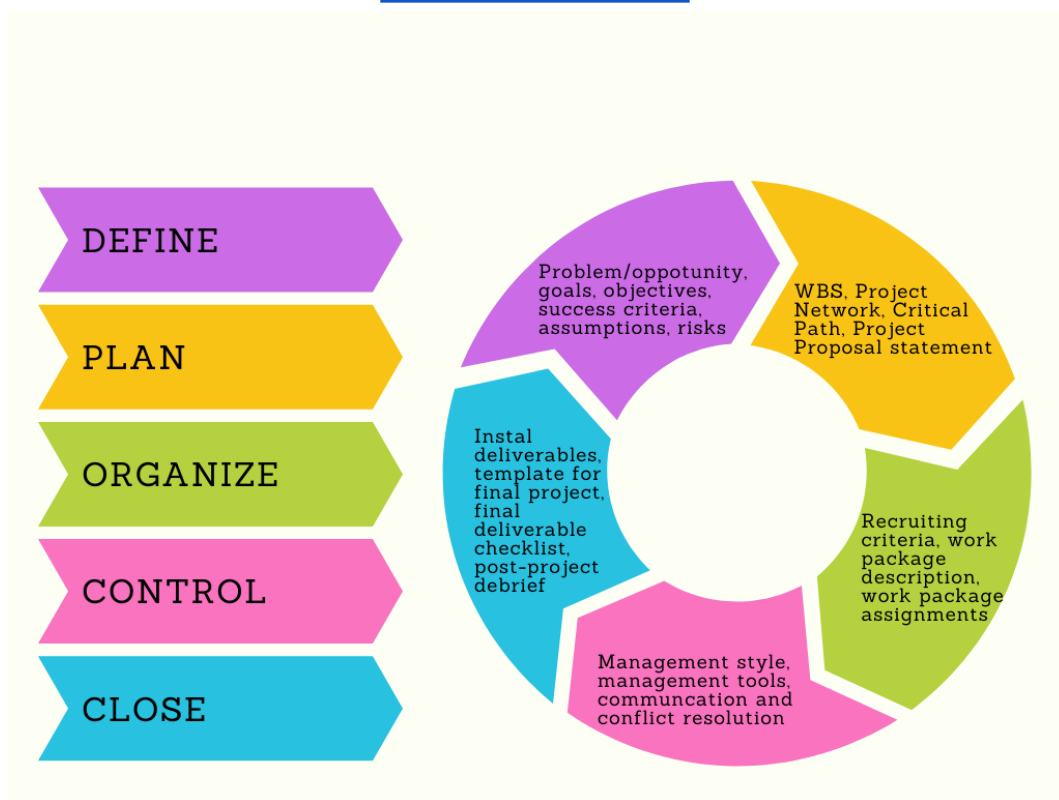 DEFINE
PLAN
ORGANIZE
CONTROL
CLOSE
Problem/oppotunity,
goals, objectives,
success criteria,
assumptions, risks
WBS, Project
Network, Critical
Path, Project
Proposal statement
Recruiting
criteria, work
package
description,
work package
assignments
Management style,
management tools,
communcation and
conflict resolution
Instal
deliverables,
template for
final project,
final
deliverable
checklist,
post-project
debrief